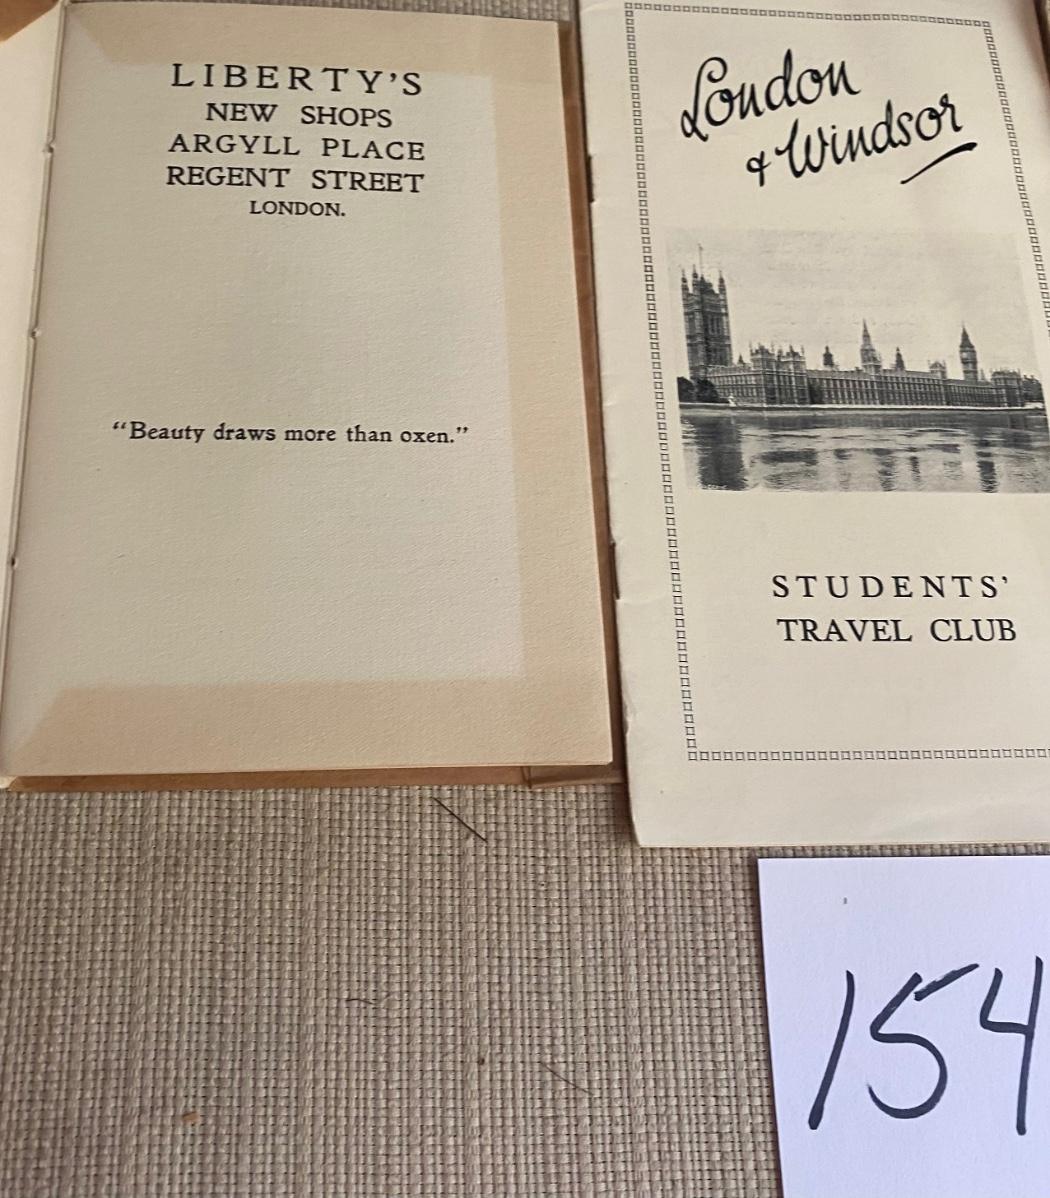 LIBERTY'S
NEW SHOPS
ARGYLL PLACE
REGENT STREET
LONDON.
"Beauty draws more than oxen."
London
& Windsor
STUDENTS'
TRAVEL CLUB
154